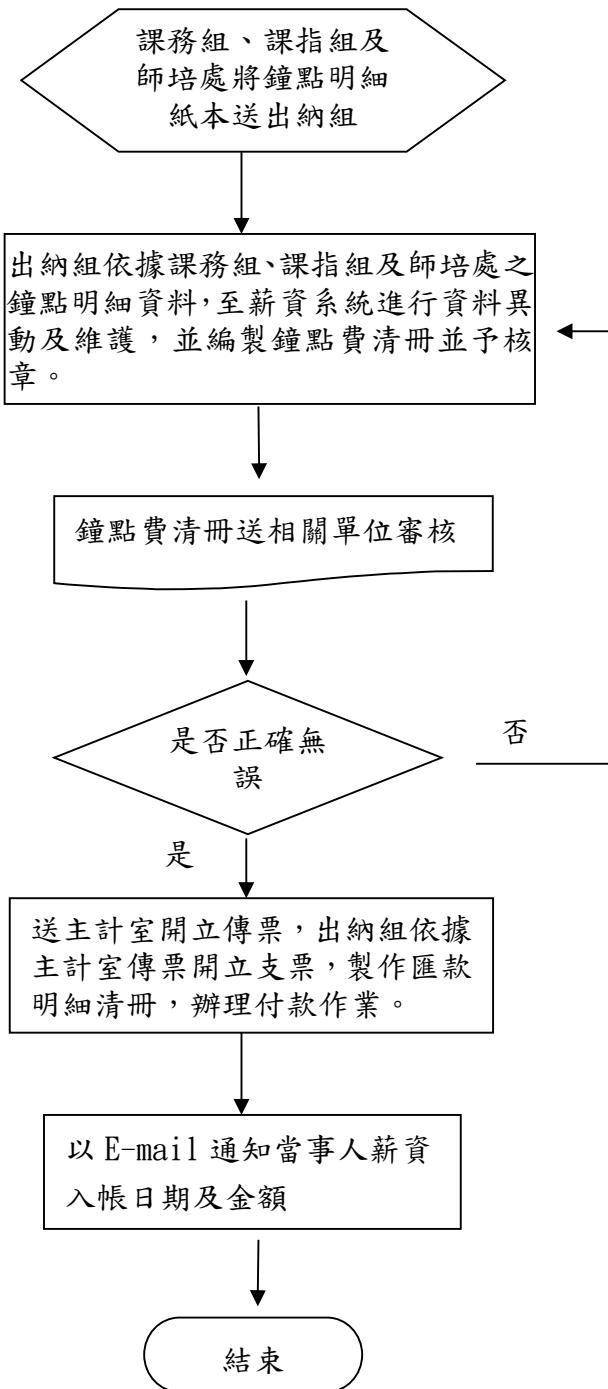 課務組、課指組及
師培處將鐘點明細
紙本送出納組
出納組依據課務組、課指組及師培處之
鐘點明細資料，至薪資系統進行資料異
動及維護，並編製鐘點費清冊並予核
章。
鐘點費清冊送相關單位審核
是否正確無
誤
否
是
送主計室開立傳票，出納組依據
主計室傳票開立支票，製作匯款
明細清冊，辦理付款作業。
以 E-mail 通知當事人薪資
入帳日期及金額
結束